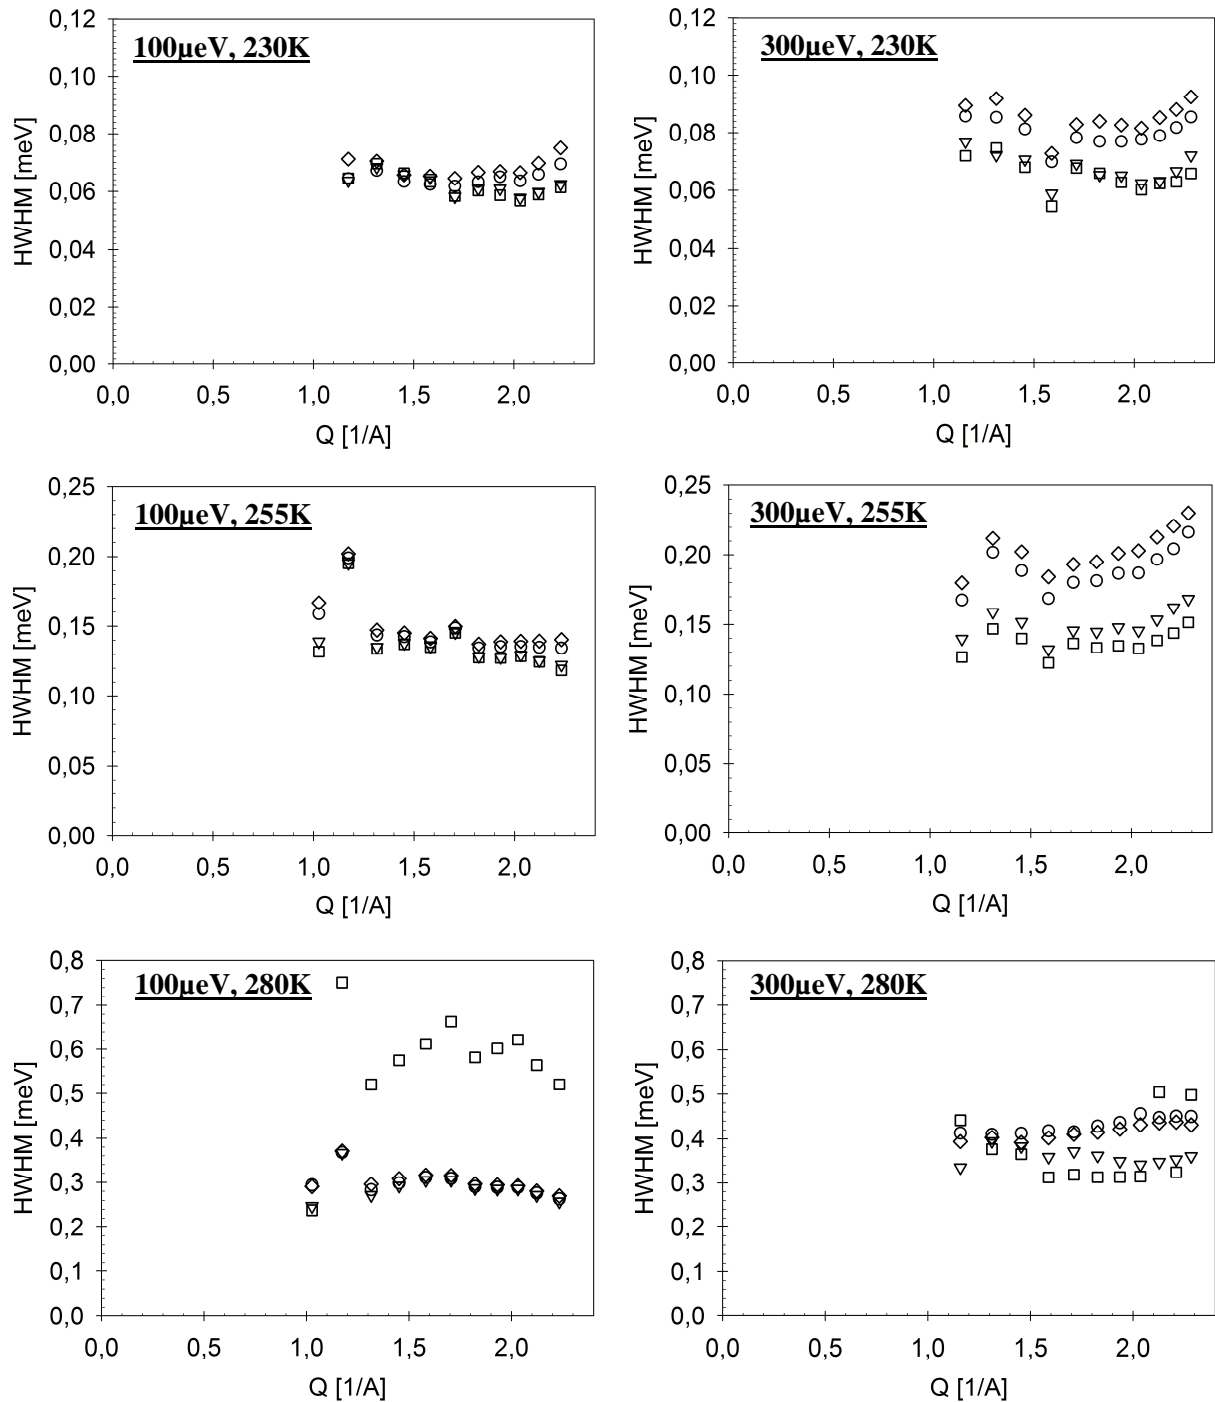 100µeV, 230K
0,12
0,10
0,08
0,06
0,04
0,02
0,00
HWHM [meV]
0,0 0,5 1,0 1,5 2,0
Q [1/A]
300µeV, 230K
0,12
0,10
0,08
0,06
0,04
0,02
0,00
HWHM [meV]
0,0 0,5 1,0 1,5 2,0
Q [1/A]
100µeV, 255K
0,25
0,20
0,15
0,10
0,05
0,00
HWHM [meV]
0,0 0,5 1,0 1,5 2,0
Q [1/A]
300µeV, 255K
0,25
0,20
0,15
0,10
0,05
0,00
HWHM [meV]
0,0 0,5 1,0 1,5 2,0
Q [1/A]
100µeV, 280K
0,8
0,7
0,6
0,5
0,4
0,3
0,2
0,1
0,0
HWHM [meV]
0,0 0,5 1,0 1,5 2,0
Q [1/A]
300µeV, 280K
0,8
0,7
0,6
0,5
0,4
0,3
0,2
0,1
0,0
HWHM [meV]
0,0 0,5 1,0 1,5 2,0
Q [1/A]